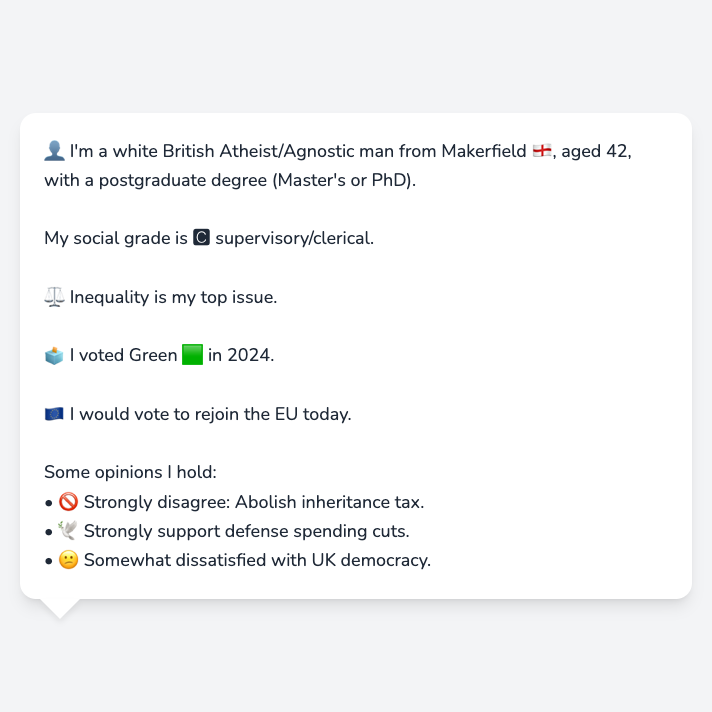 👤 I'm a white British Atheist/Agnostic man from Makerfield 🏴󠁧󠁢󠁥󠁮󠁧󠁿, aged 42,
with a postgraduate degree (Master's or PhD).
My social grade is 🅲 supervisory/clerical.
⚖️ Inequality is my top issue.
🗳️ I voted Green 🟩 in 2024.
🇪🇺 I would vote to rejoin the EU today.
Some opinions I hold:
• 🚫 Strongly disagree: Abolish inheritance tax.
• 🕊️ Strongly support defense spending cuts.
• 😕 Somewhat dissatisfied with UK democracy.